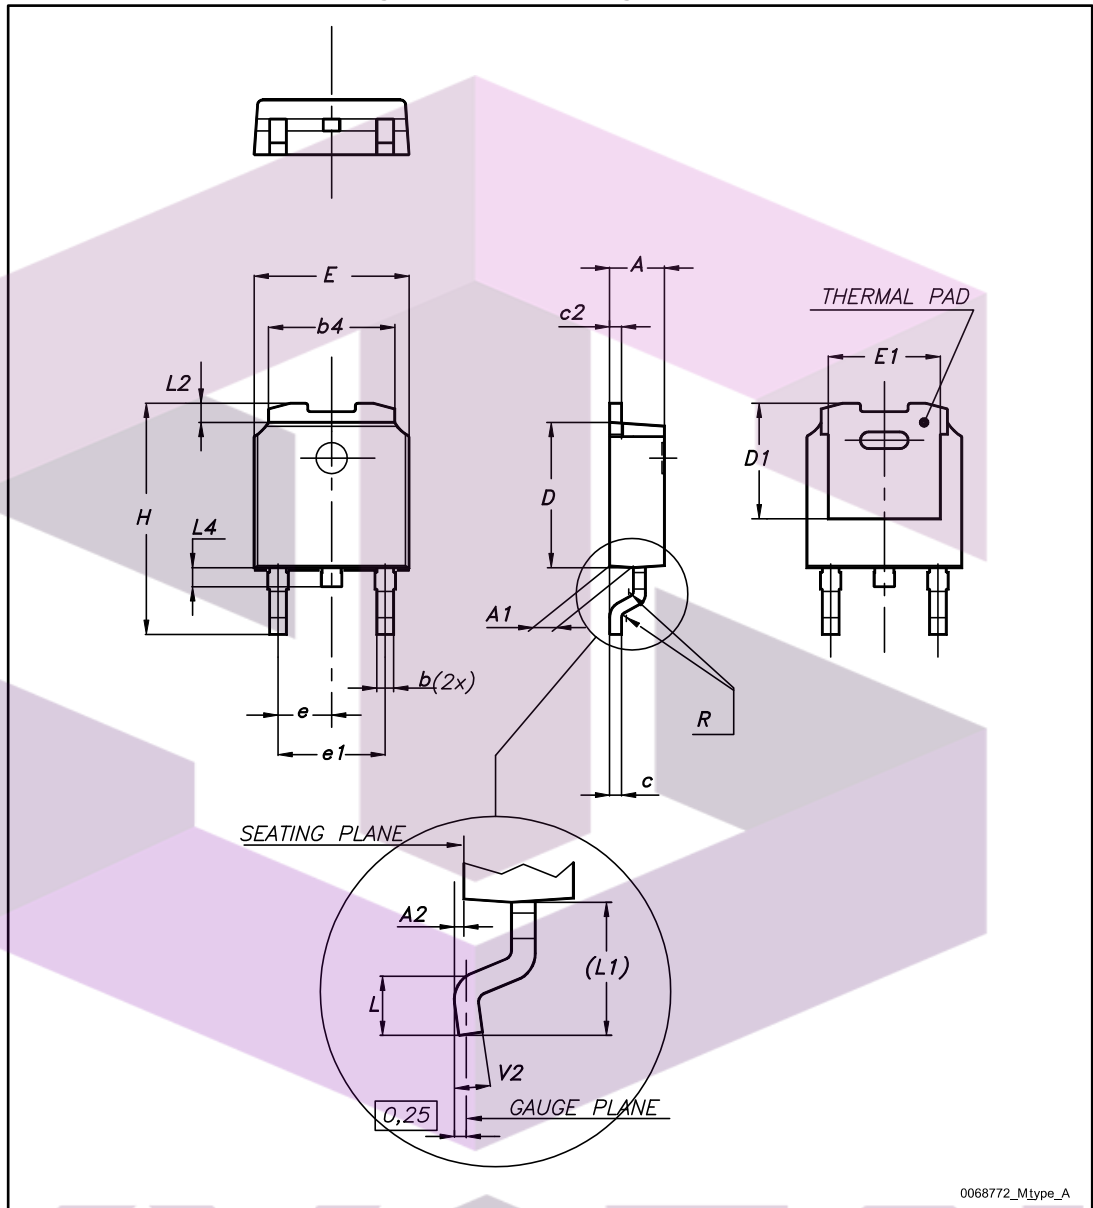 E
A
b4
c2
THERMAL PAD
L2
E1
D1
H
D
L4
A1
b(2x)
R
e
e1
c
SEATING PLANE
A2
(L1)
L
V2
0,25
GAUGE PLANE
0068772_Mtype_A